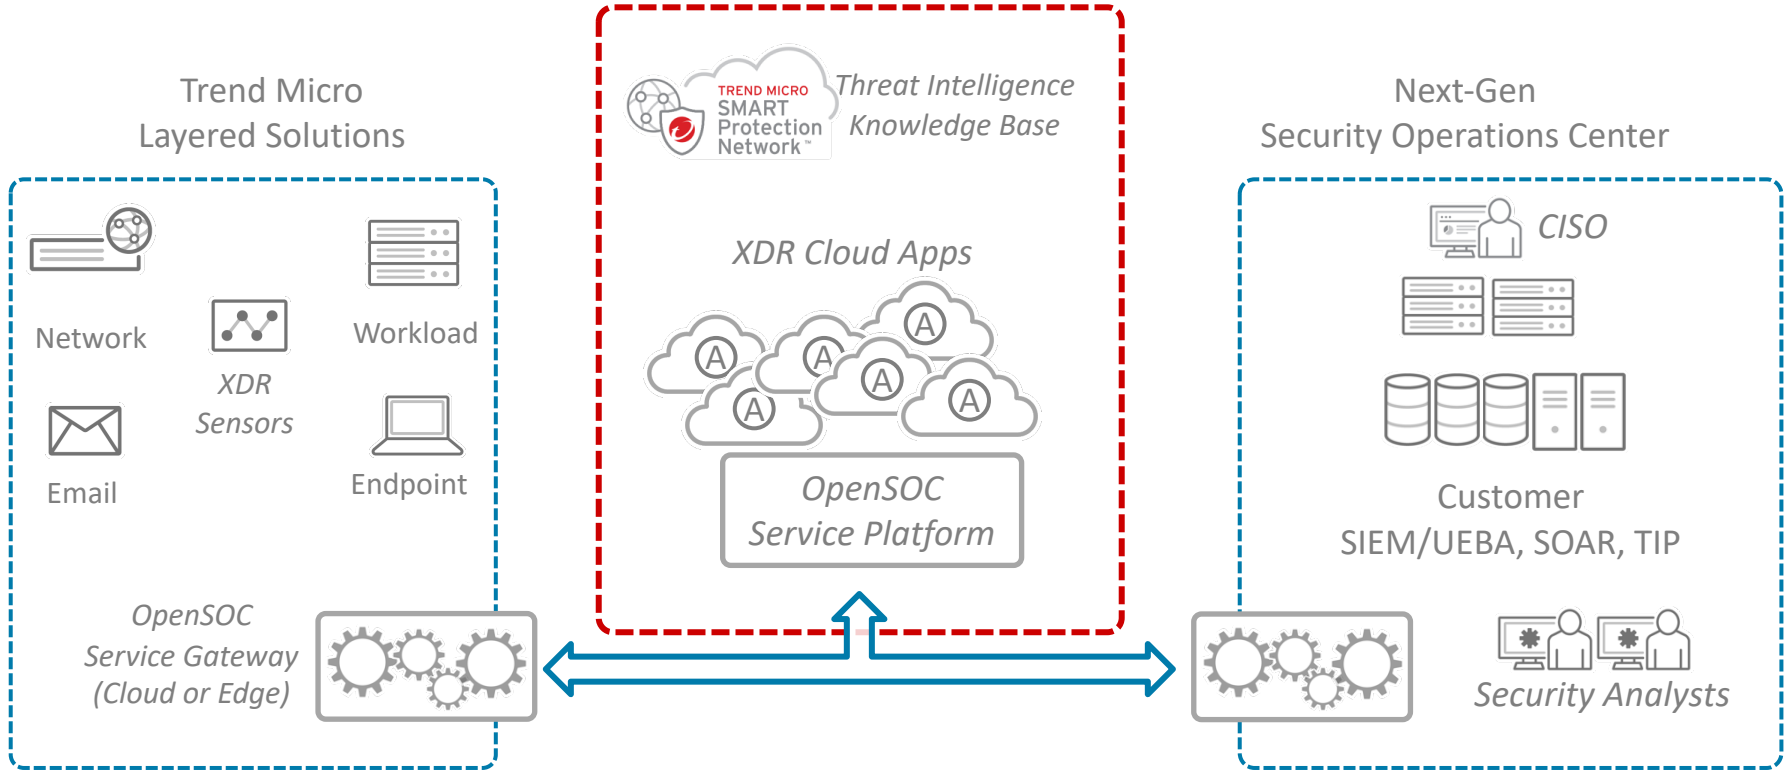 Trend Micro
Layered Solutions
Network
Workload
XDR
Sensors
Email
Endpoint
OpenSOC
Service Gateway
(Cloud or Edge)
TREND MICRO
SMART
Protection
Network™
Threat Intelligence
Knowledge Base
XDR Cloud Apps
A
A
A
A
A
A
OpenSOC
Service Platform
Next-Gen
Security Operations Center
CISO
Customer
SIEM/UEBA, SOAR, TIP
Security Analysts